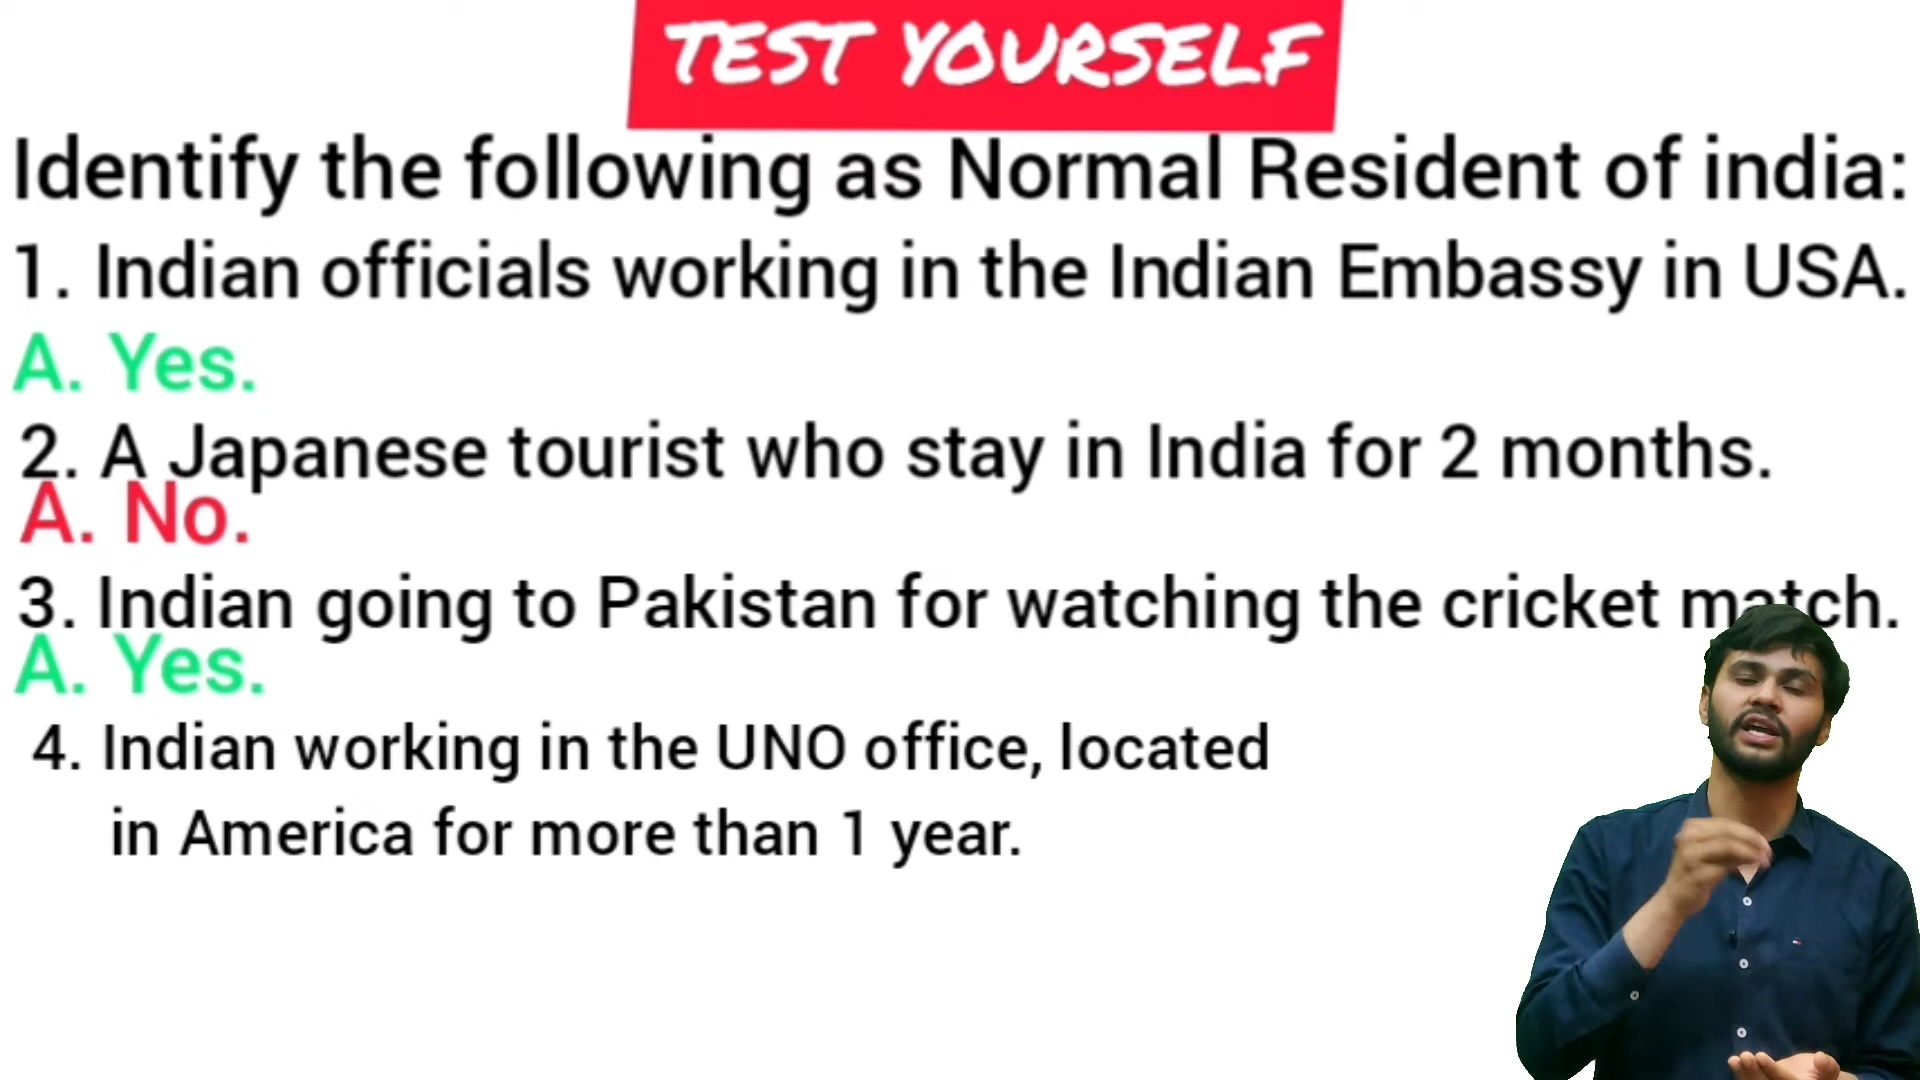 TEST YOURSELF
Identify the following as Normal Resident of india:
1. Indian officials working in the Indian Embassy in USA.
A. Yes.
2. A Japanese tourist who stay in India for 2 months.
A. No.
3. Indian going to Pakistan for watching the cricket match.
A. Yes.
4. Indian working in the UNO office, located
in America for more than 1 year.